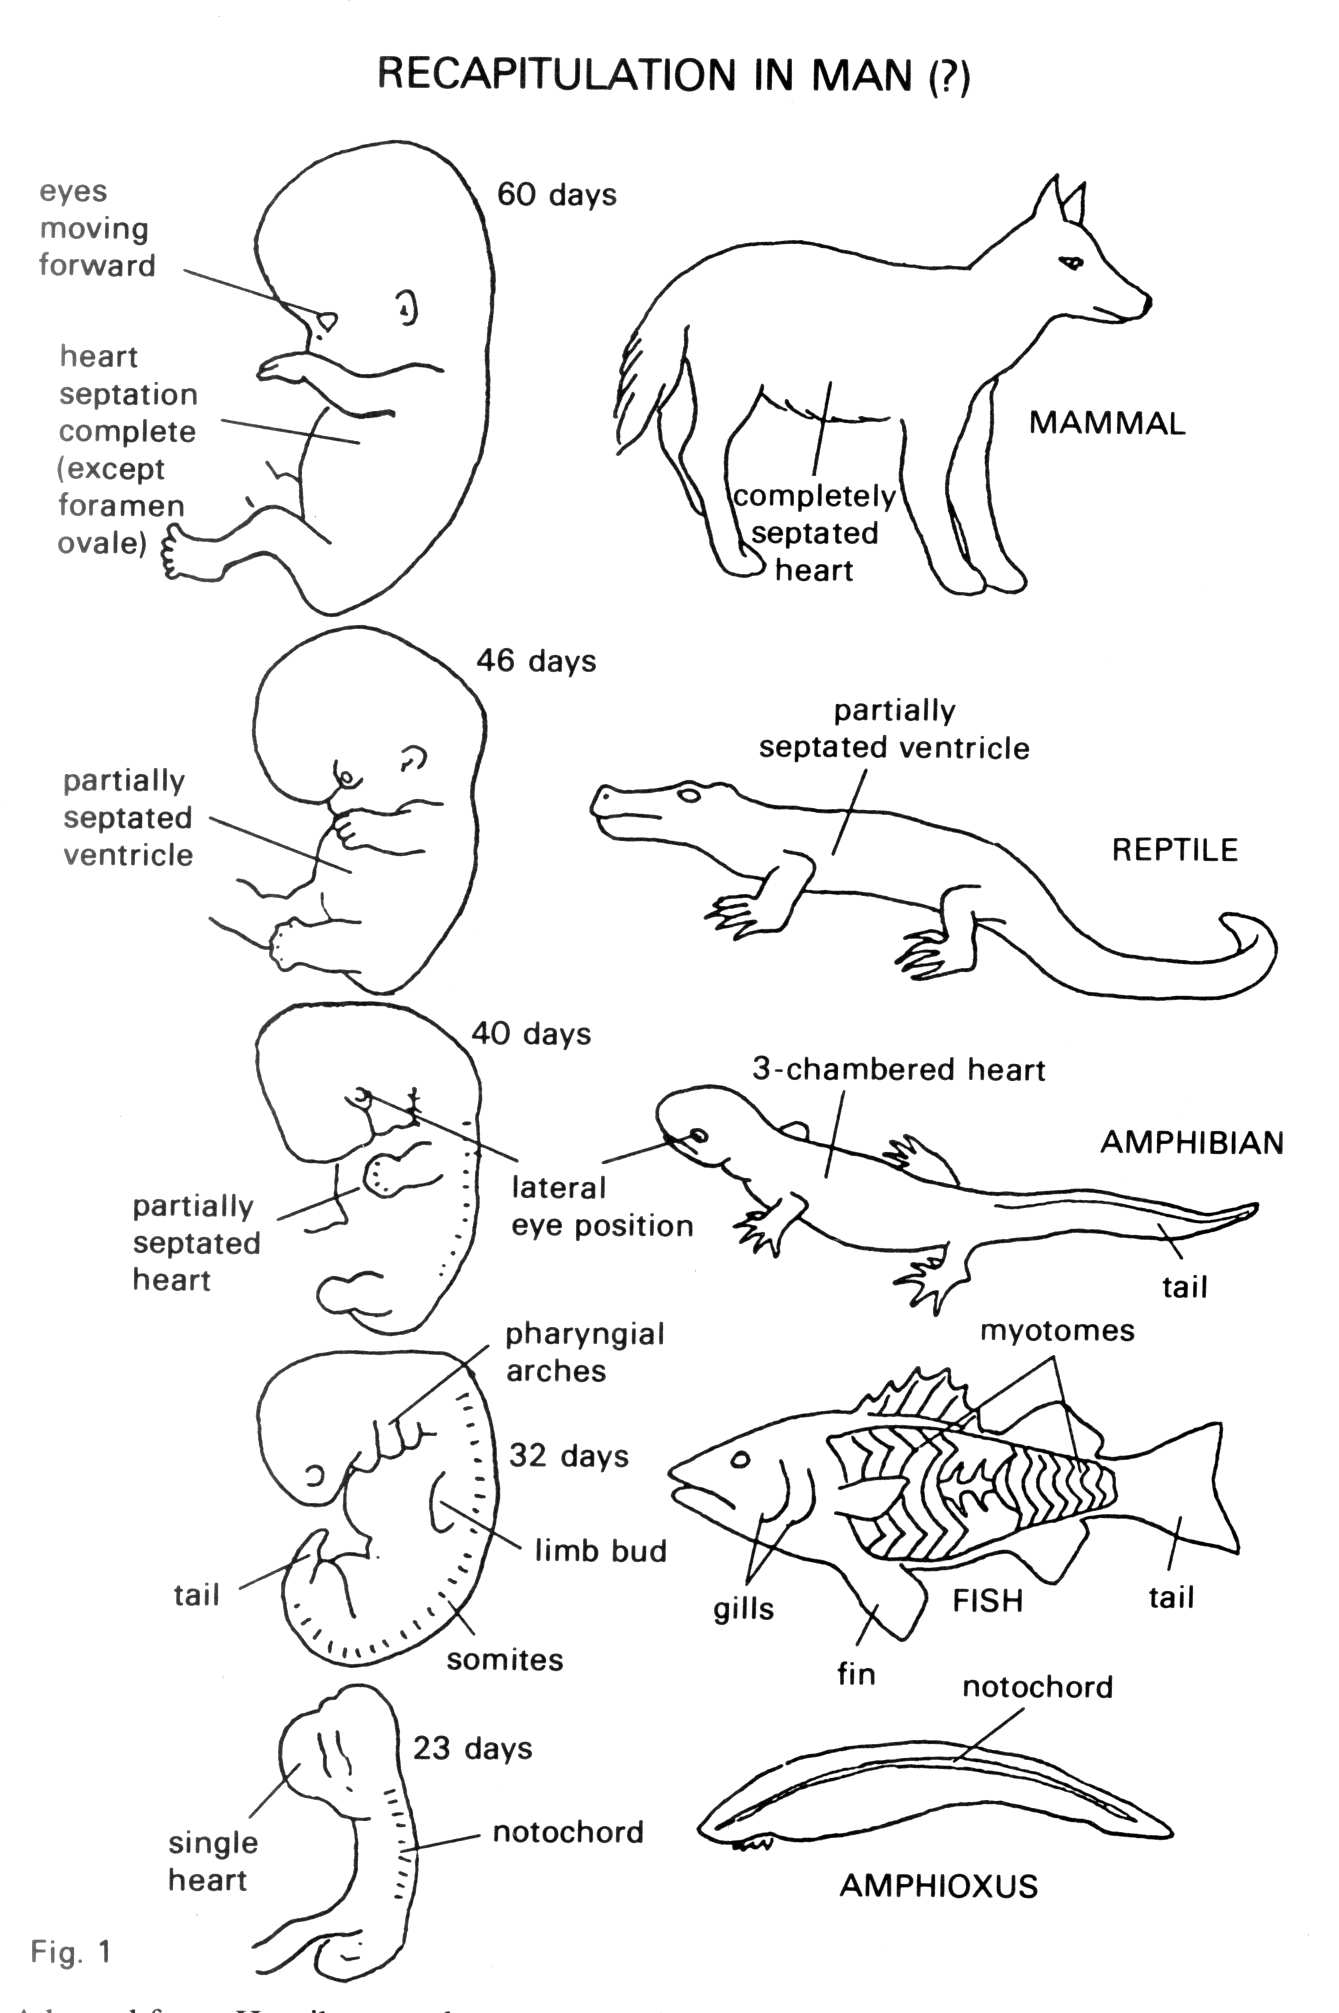 RECAPITULATION IN MAN (?)
eyes
moving
forward
60 days
heart
septation
complete
(except
foramen
ovale)
MAMMAL
completely
septated
heart
46 days
partially
septated
ventricle
partially
septated ventricle
REPTILE
40 days
3-chambered heart
AMPHIBIAN
lateral
eye position
partially
septated
heart
tail
pharyngial
arches
myotomes
32 days
limb bud
tail
somites
gills
fin
FISH
tail
23 days
single
heart
notochord
notochord
AMPHIOXUS
Fig. 1